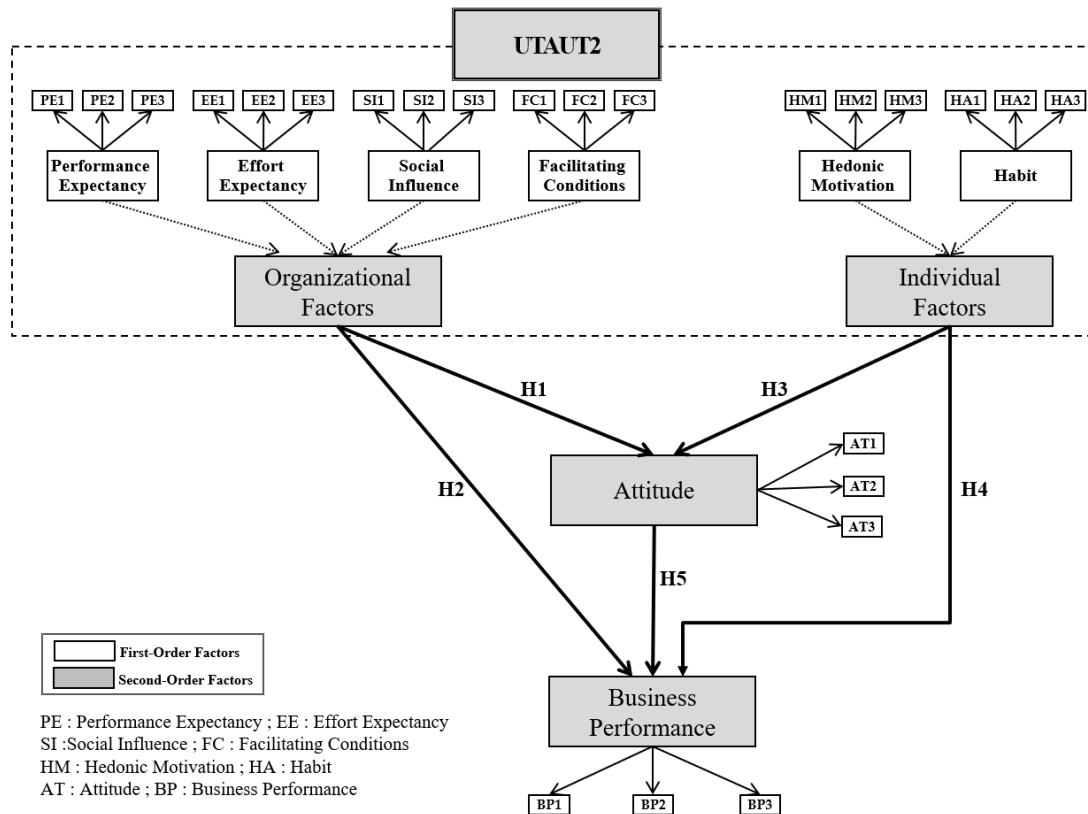 UTAUT2
PE1 PE2 PE3 EE1 EE2 EE3 SI1 SI2 SI3 FC1 FC2 FC3 HM1 HM2 HM3 HA1 HA2 HA3
Performance
Expectancy
Effort
Expectancy
Social
Influence
Facilitating
Conditions
Hedonic
Motivation
Habit
Organizational
Factors
Individual
Factors
H1
H3
H2
Attitude
AT1
AT2
AT3
H4
H5
First-Order Factors
Second-Order Factors
Business
Performance
PE : Performance Expectancy ; EE : Effort Expectancy
SI :Social Influence ; FC : Facilitating Conditions
HM : Hedonic Motivation ; HA : Habit
AT : Attitude ; BP : Business Performance
BP1 BP2 BP3